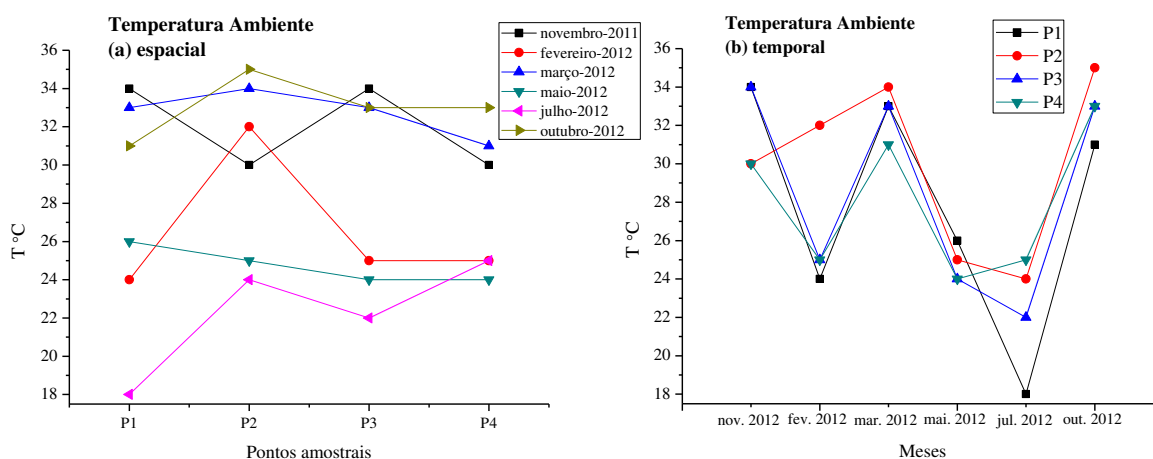 Temperatura Ambiente
(a) espacial
novembro-2011
fevereiro-2012
março-2012
maio-2012
julho-2012
outubro-2012
36
34
32
30
28
26
24
22
20
18
T °C
P1
P2
P3
P4
Pontos amostrais
Temperatura Ambiente
(b) temporal
P1
P2
P3
P4
36
34
32
30
28
26
24
22
20
18
T °C
nov. 2012
fev. 2012
mar. 2012
mai. 2012
jul. 2012
out. 2012
Meses